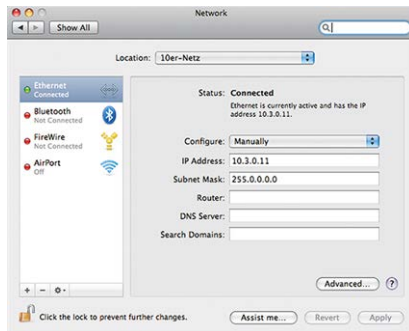 Network
Show All
Location: 10er-Netz
Ethernet
Connected
Bluetooth
Not Connected
FireWire
Not Connected
AirPort
Off
Status: Connected
Ethernet is currently active and has the IP
address 10.3.0.11.
Configure: Manually
IP Address: 10.3.0.11
Subnet Mask: 255.0.0.0.0
Router:
DNS Server:
Search Domains:
Advanced... ?
+ −
Click the lock to prevent further changes.
Assist me... Revert Apply